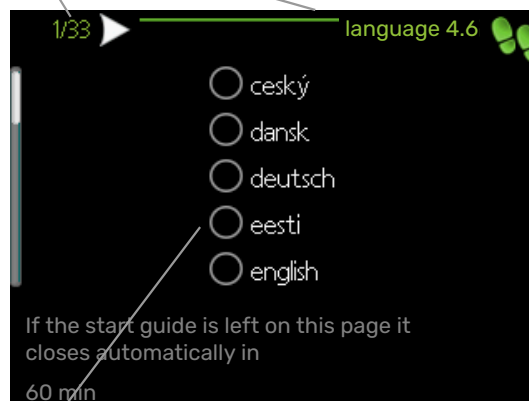 1/33
language 4.6
ceský
dansk
deutsch
eesti
english
If the start guide is left on this page it
closes automatically in
60 min